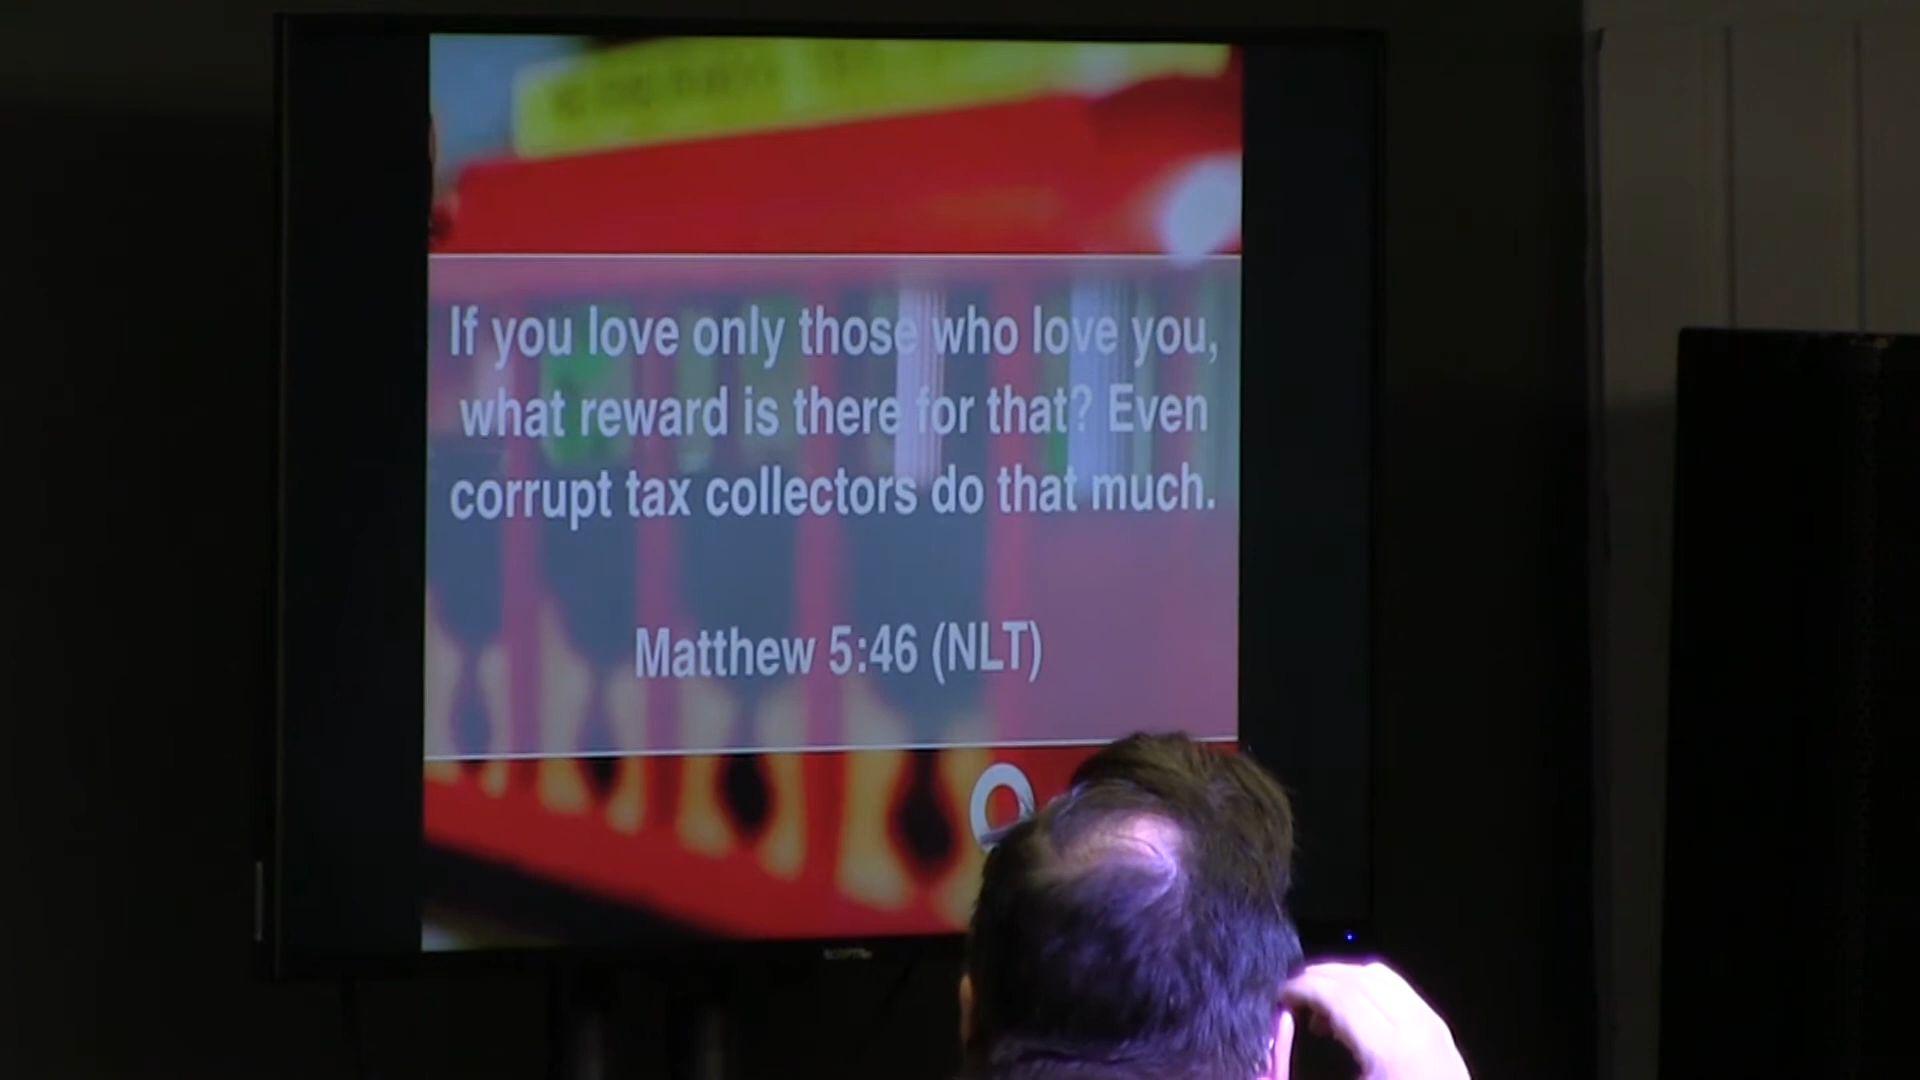 If you love only those who love you,
what reward is there for that? Even
corrupt tax collectors do that much.
Matthew 5:46 (NLT)